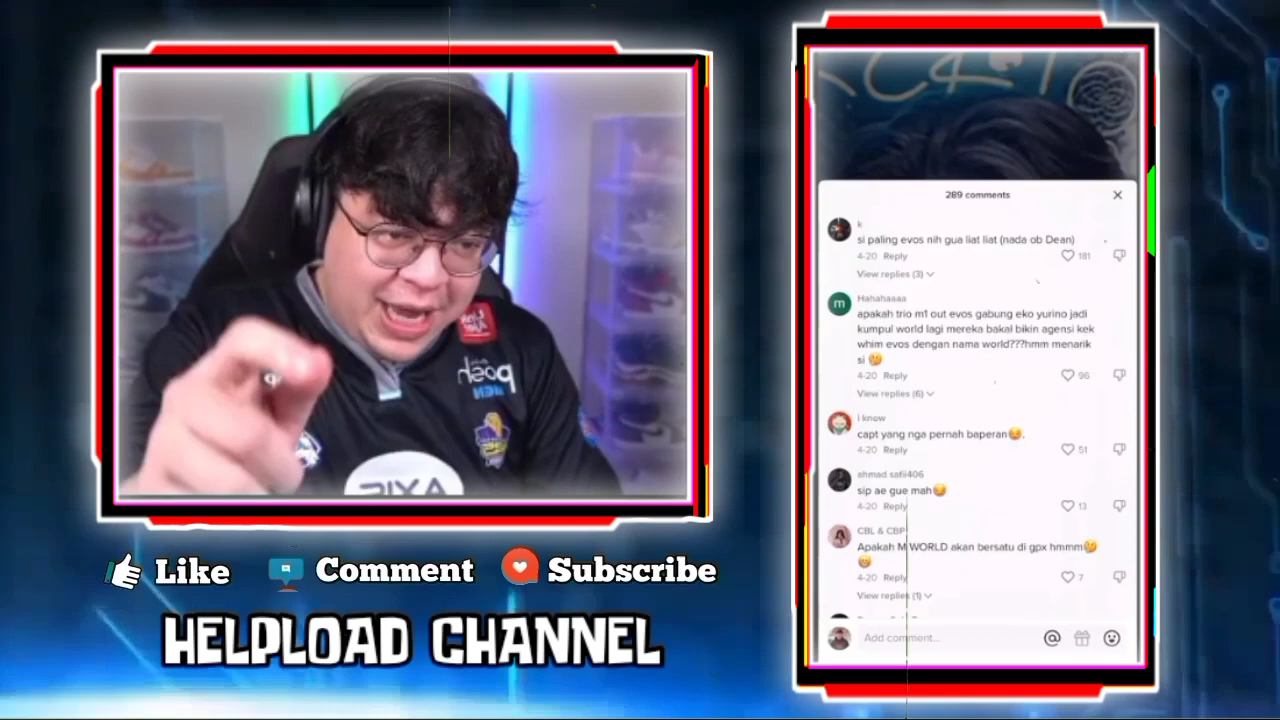 AXIS
Like
Comment
Subscribe
HELPLOAD CHANNEL
289 comments
k
si paling evos nih gua liat liat (nada ob Dean)
4-20 Reply
181
View replies (3)
m
Hahahaaaa
apakah trio m1 out evos gabung eko yurino jadi
kumpul world lagi mereka bakal bikin agensi kek
whim evos dengan nama world???hmm menarik
si 🤔
4-20 Reply
96
View replies (6)
i know
capt yang nga pernah baperan😝.
4-20 Reply
51
ahmad safii406
sip ae gue mah😝
4-20 Reply
13
CBL & CBP
Apakah M WORLD akan bersatu di gpx hmmm🤔
😁
4-20 Reply
7
View replies (1)
Add comment...